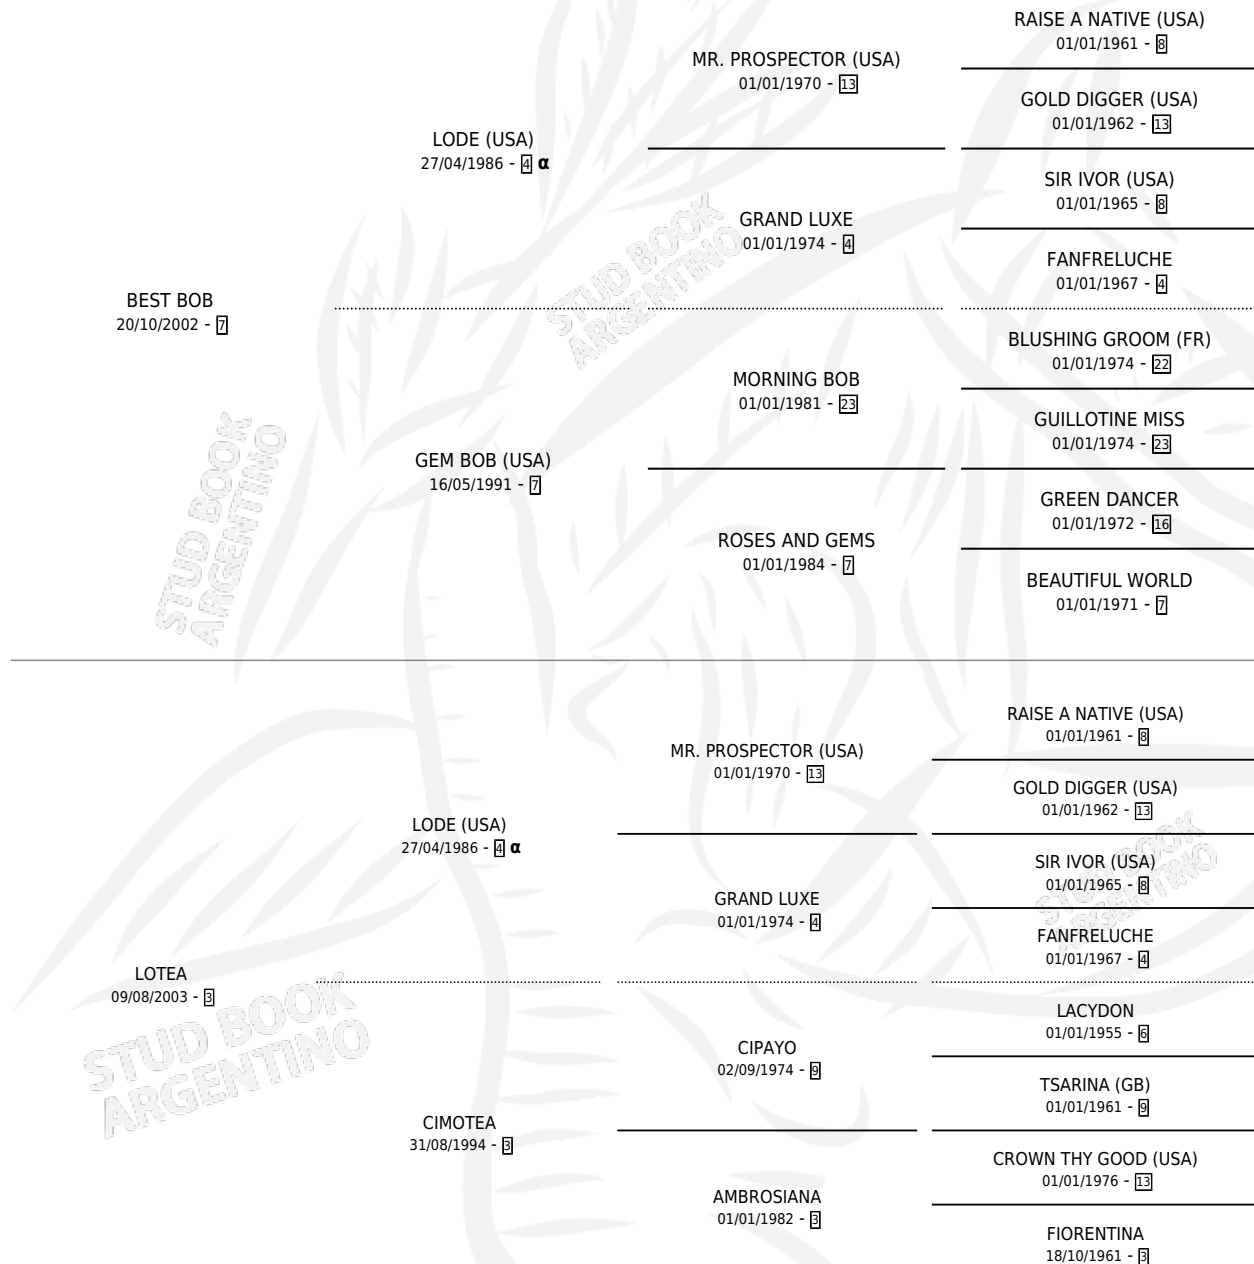 RAISE A NATIVE (USA)
01/01/1961 - 8
MR. PROSPECTOR (USA)
01/01/1970 - 13
GOLD DIGGER (USA)
01/01/1962 - 13
LODE (USA)
27/04/1986 - 4 α
SIR IVOR (USA)
01/01/1965 - 8
GRAND LUXE
01/01/1974 - 4
FANFRELUCHE
01/01/1967 - 4
STUD BOOK
ARGENTINO
BEST BOB
20/10/2002 - 7
BLUSHING GROOM (FR)
01/01/1974 - 22
MORNING BOB
01/01/1981 - 23
GUILLOTINE MISS
01/01/1974 - 23
GEM BOB (USA)
16/05/1991 - 7
GREEN DANCER
01/01/1972 - 16
ROSES AND GEMS
01/01/1984 - 7
BEAUTIFUL WORLD
01/01/1971 - 7
STUD BOOK
ARGENTINO
RAISE A NATIVE (USA)
01/01/1961 - 8
MR. PROSPECTOR (USA)
01/01/1970 - 13
GOLD DIGGER (USA)
01/01/1962 - 13
LODE (USA)
27/04/1986 - 4 α
SIR IVOR (USA)
01/01/1965 - 8
STUD BOOK
ARGENTINO
GRAND LUXE
01/01/1974 - 4
FANFRELUCHE
01/01/1967 - 4
LOTEA
09/08/2003 - 3
STUD BOOK
ARGENTINO
LACYDON
01/01/1955 - 6
CIPAYO
02/09/1974 - 9
TSARINA (GB)
01/01/1961 - 9
CIMOTEA
31/08/1994 - 3
CROWN THY GOOD (USA)
01/01/1976 - 13
AMBROSIANA
01/01/1982 - 3
FIORENTINA
18/10/1961 - 3